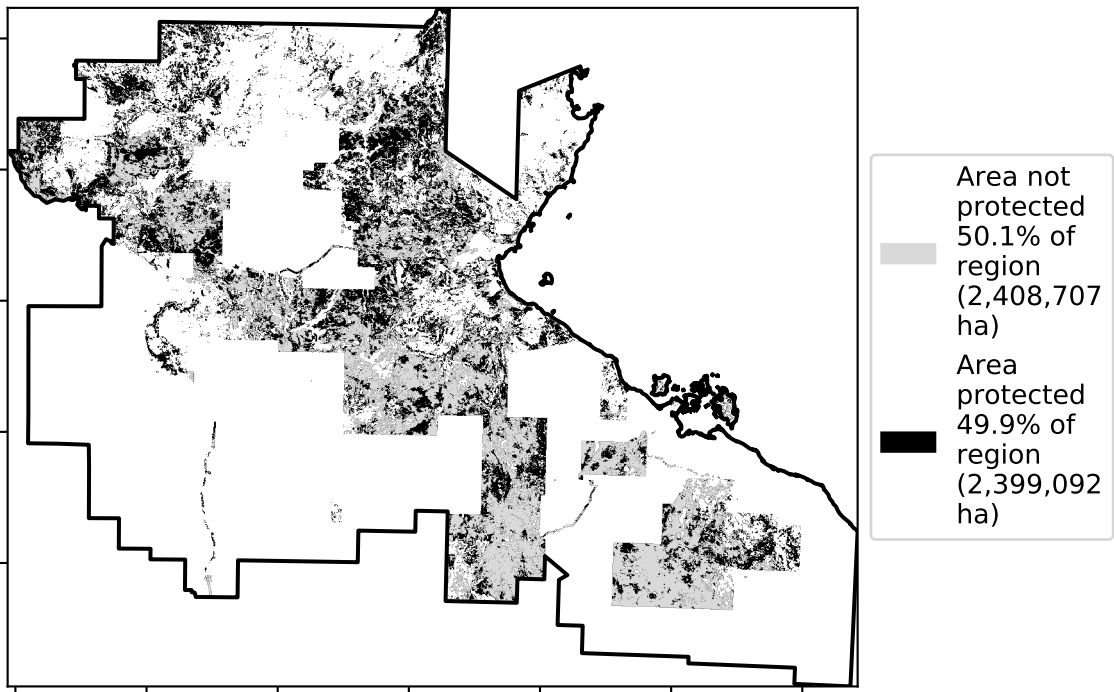 Area not
protected
50.1% of
region
(2,408,707
ha)
Area
protected
49.9% of
region
(2,399,092
ha)